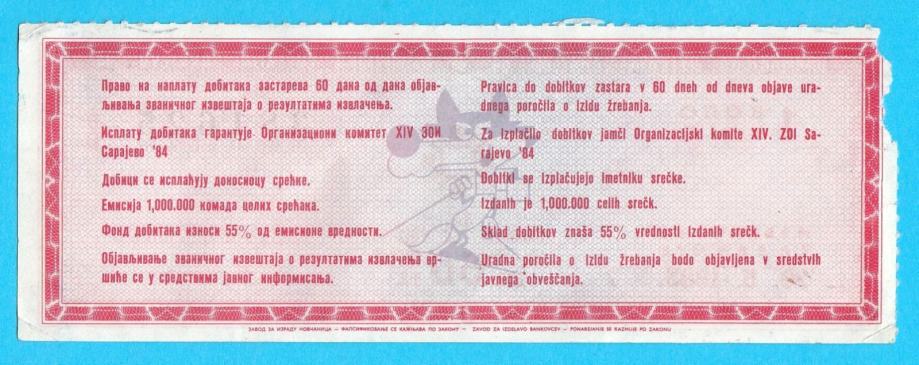 Право на наплату добитака застарева 60 дана од дана објав-
љивања званичног извештаја о резултатима извлачења.
Исплату добитака гарантује Организациони комитет XIV ЗОИ
Сарајево '84
Добици се исплаћују доносиоцу срећке.
Емисија 1,000.000 комада целих срећака.
Фонд добитака износи 55% од емисионе вредности.
Објављивање званичног извештаја о резултатима извлачења вр-
шиће се у средствима јавног информисања.
Pravica do dobitkov zastara v 60 dneh od dneva objave ura-
dnega poročila o izidu žrebanja.
Za izplačilo dobitkov jamči Organizacijski komite XIV. ZOI Sa-
rajevo '84
Dobitki se izplačujejo imetniku srečke.
Izdanih je 1,000.000 celih srečk.
Sklad dobitkov znaša 55% vrednosti izdanih srečk.
Uradna poročila o izidu žrebanja bodo objavljena v sredstvih
javnega obveščanja.
ЗАВОД ЗА ИЗРАДУ НОВЧАНИЦА — ФАЛСИФИКОВАЊЕ СЕ КАЖЊАВА ПО ЗАКОНУ — ZAVOD ZA IZDELAVO BANKOVCEV — PONAREJANJE SE KAZNUJE PO ZAKONU